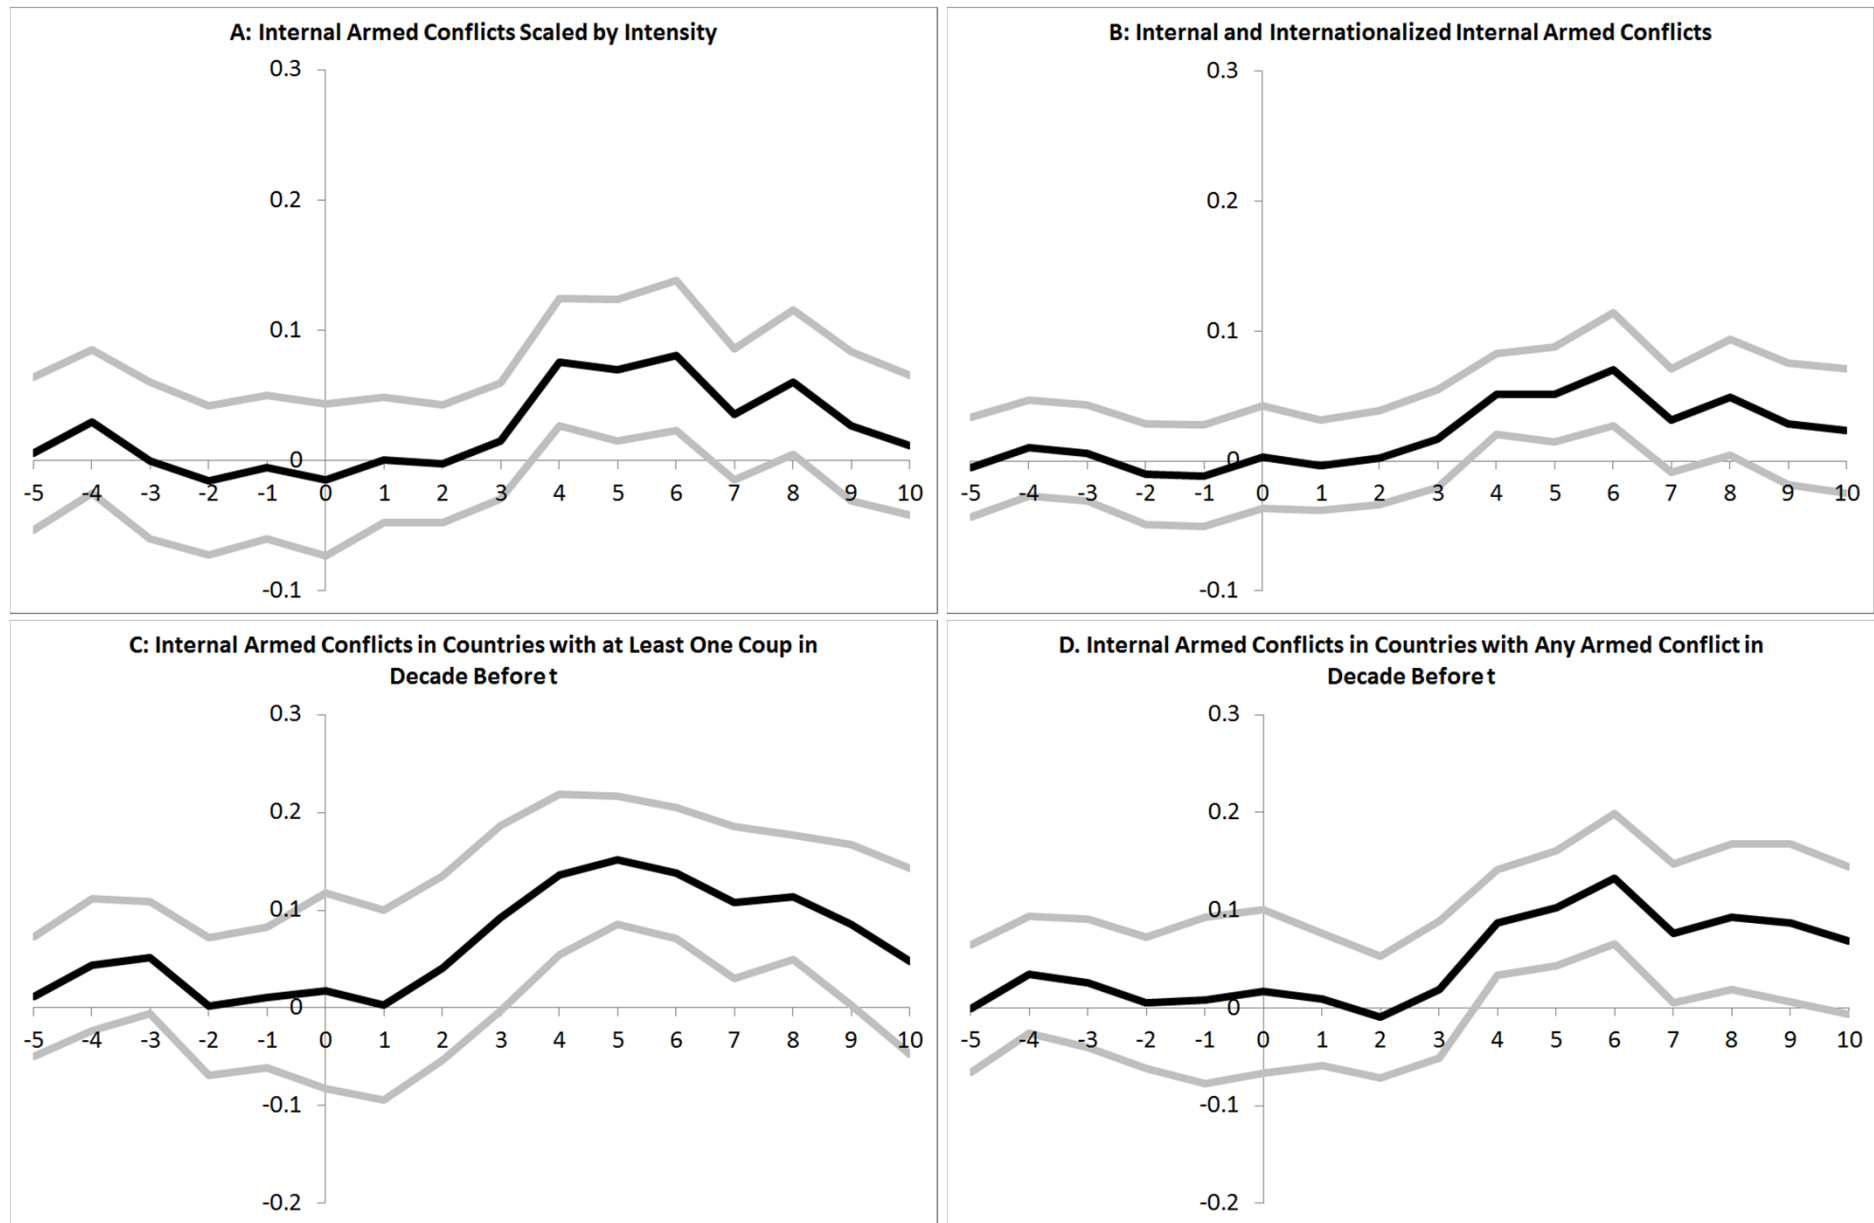 A: Internal Armed Conflicts Scaled by Intensity
0.3
0.2
0.1
0
-0.1
-5 -4 -3 -2 -1 0 1 2 3 4 5 6 7 8 9 10
B: Internal and Internationalized Internal Armed Conflicts
0.3
0.2
0.1
0
-0.1
-5 -4 -3 -2 -1 0 1 2 3 4 5 6 7 8 9 10
C: Internal Armed Conflicts in Countries with at Least One Coup in
Decade Before t
0.3
0.2
0.1
0
-0.1
-0.2
-5 -4 -3 -2 -1 0 1 2 3 4 5 6 7 8 9 10
D. Internal Armed Conflicts in Countries with Any Armed Conflict in
Decade Before t
0.3
0.2
0.1
0
-0.1
-0.2
-5 -4 -3 -2 -1 0 1 2 3 4 5 6 7 8 9 10